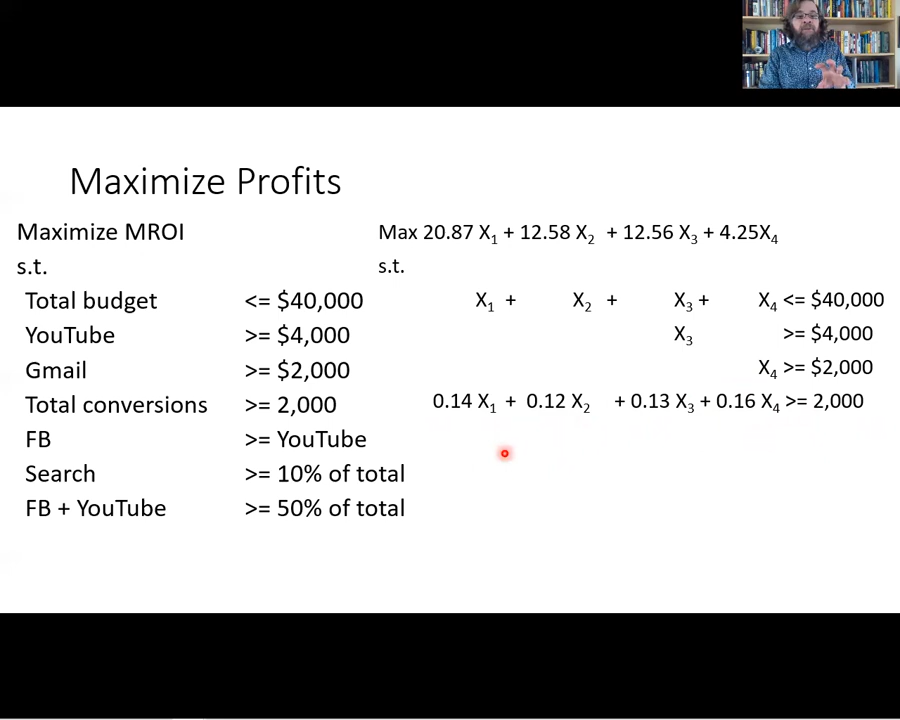 Maximize Profits
Maximize MROI Max 20.87 X₁ + 12.58 X₂ + 12.56 X₃ + 4.25X₄
s.t. s.t.
Total budget <= $40,000 X₁ + X₂ + X₃ + X₄ <= $40,000
YouTube >= $4,000 X₃ >= $4,000
Gmail >= $2,000 X₄ >= $2,000
Total conversions >= 2,000 0.14 X₁ + 0.12 X₂ + 0.13 X₃ + 0.16 X₄ >= 2,000
FB >= YouTube
Search >= 10% of total
FB + YouTube >= 50% of total